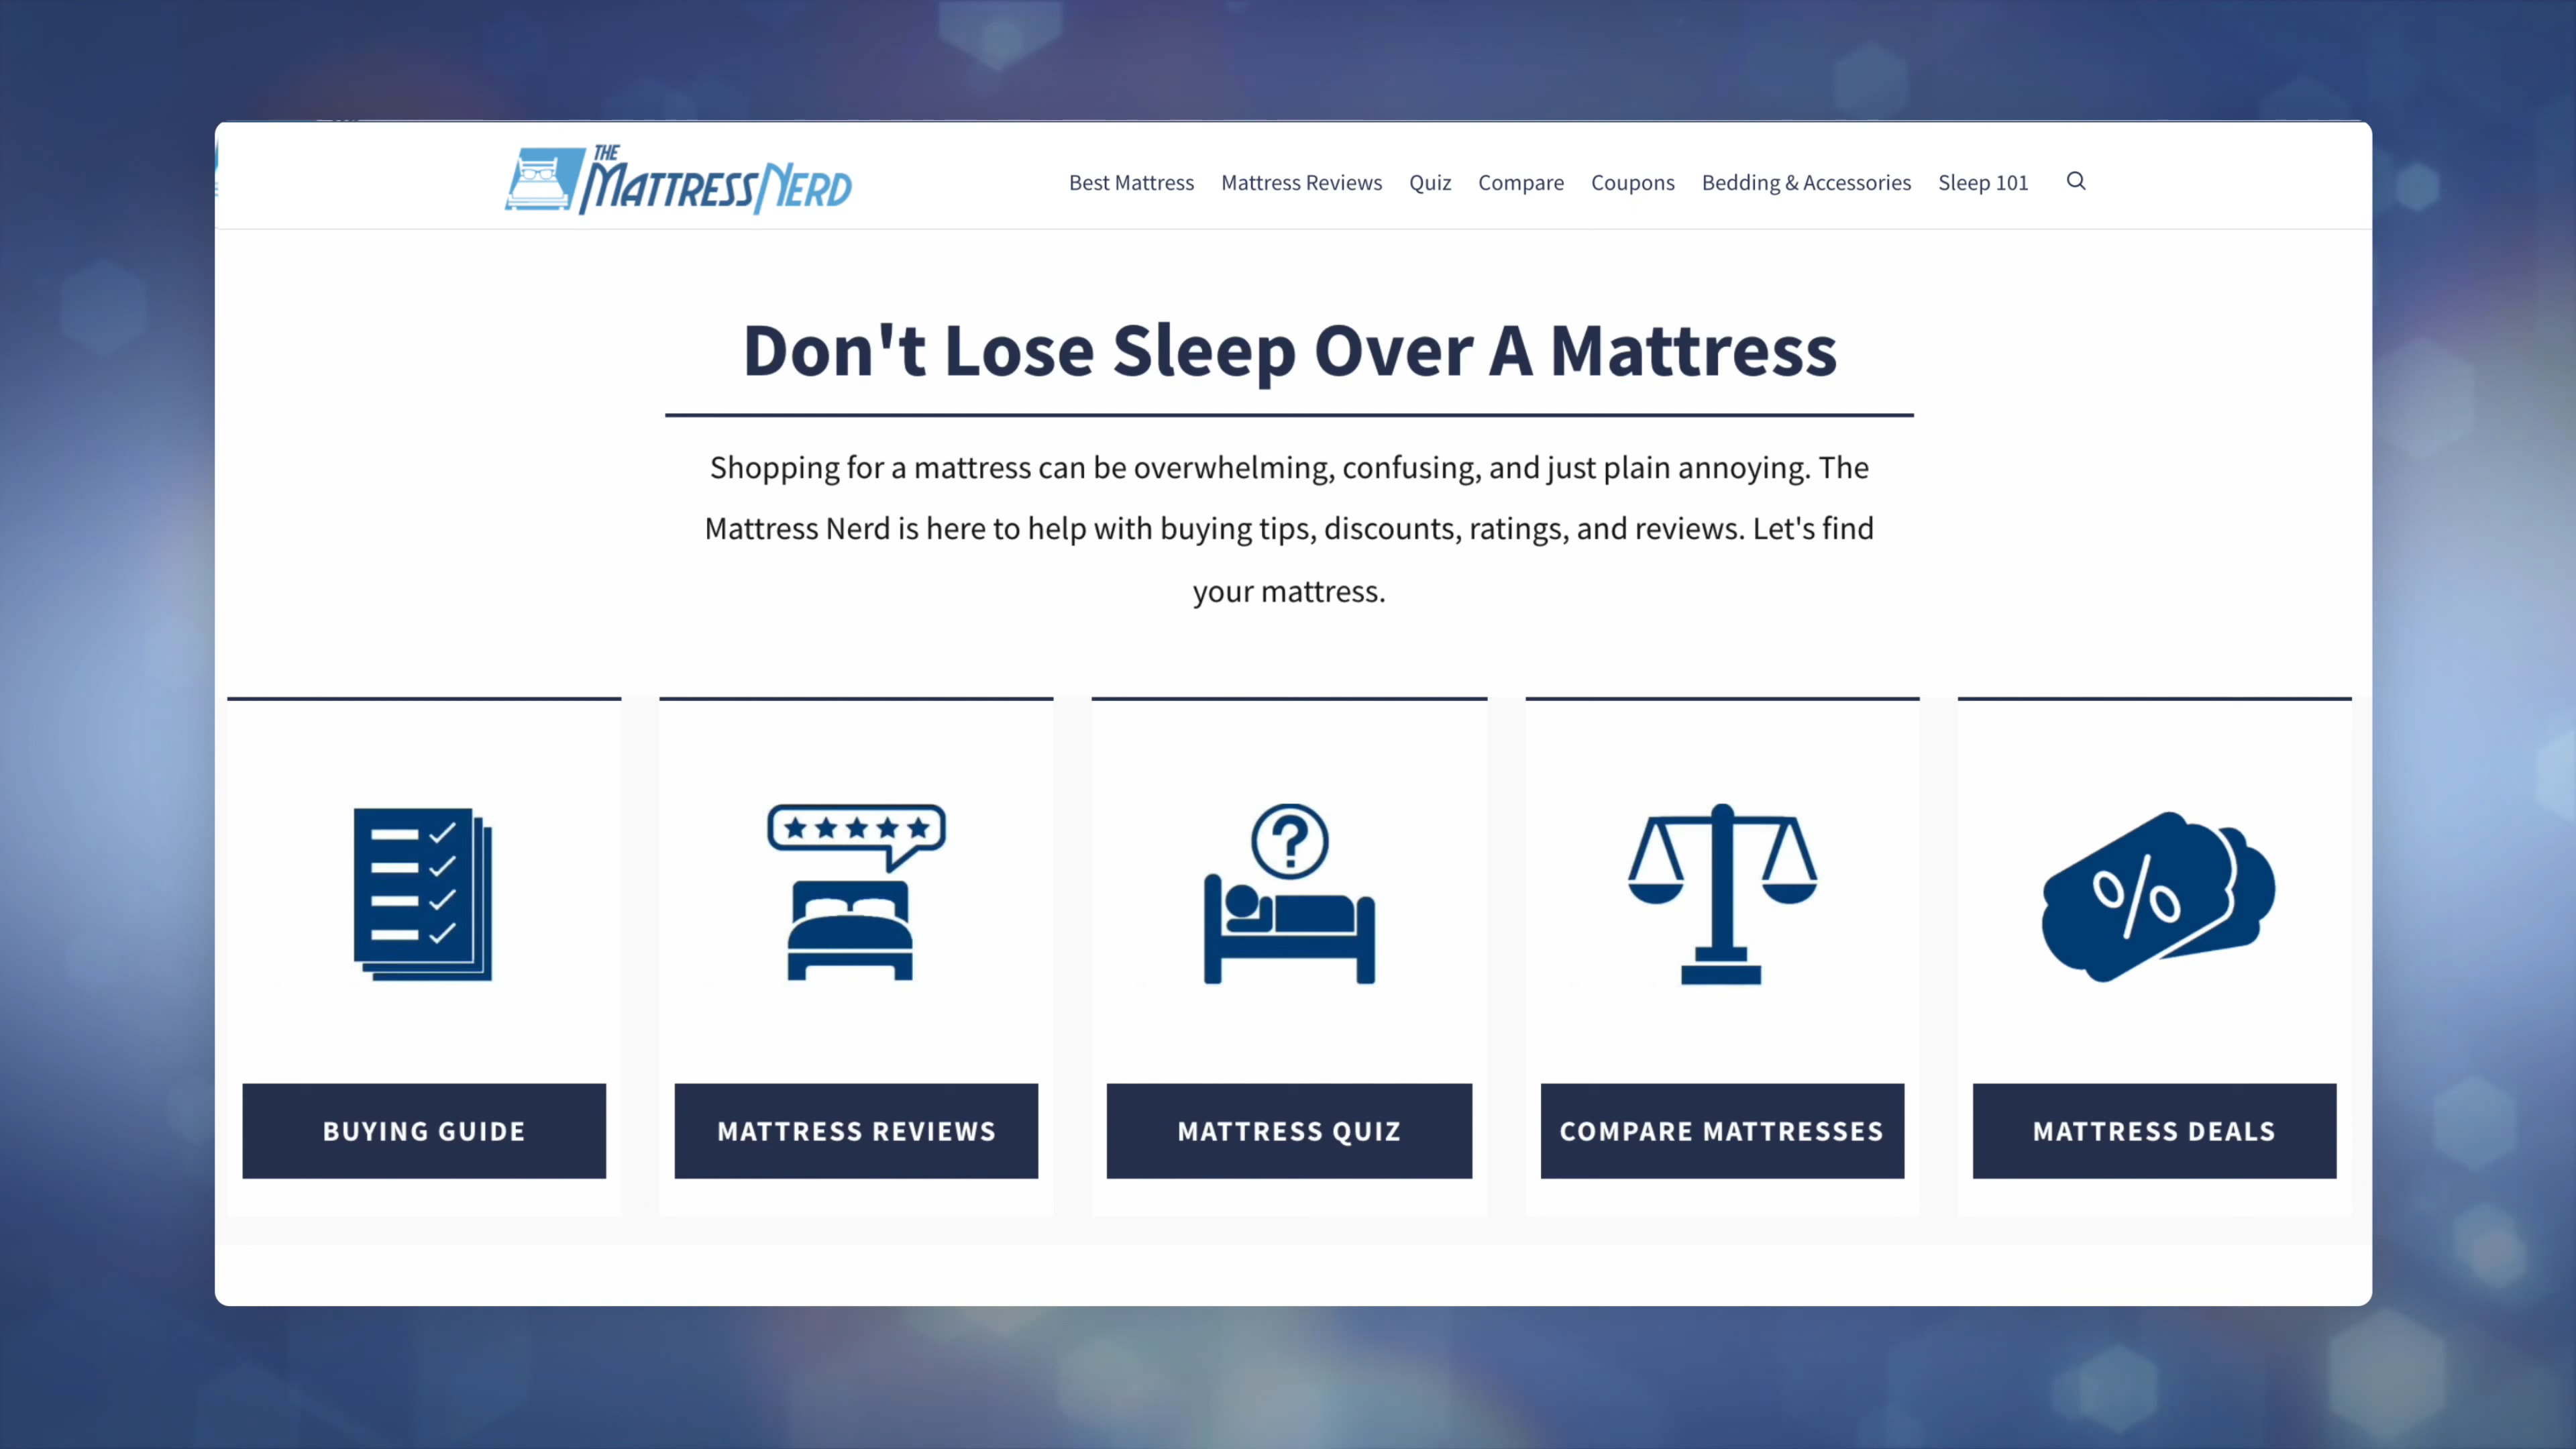 THE
MATTRESS NERD
Best Mattress Mattress Reviews Quiz Compare Coupons Bedding & Accessories Sleep 101
Don't Lose Sleep Over A Mattress
Shopping for a mattress can be overwhelming, confusing, and just plain annoying. The
Mattress Nerd is here to help with buying tips, discounts, ratings, and reviews. Let's find
your mattress.
?
%
BUYING GUIDE
MATTRESS REVIEWS
MATTRESS QUIZ
COMPARE MATTRESSES
MATTRESS DEALS